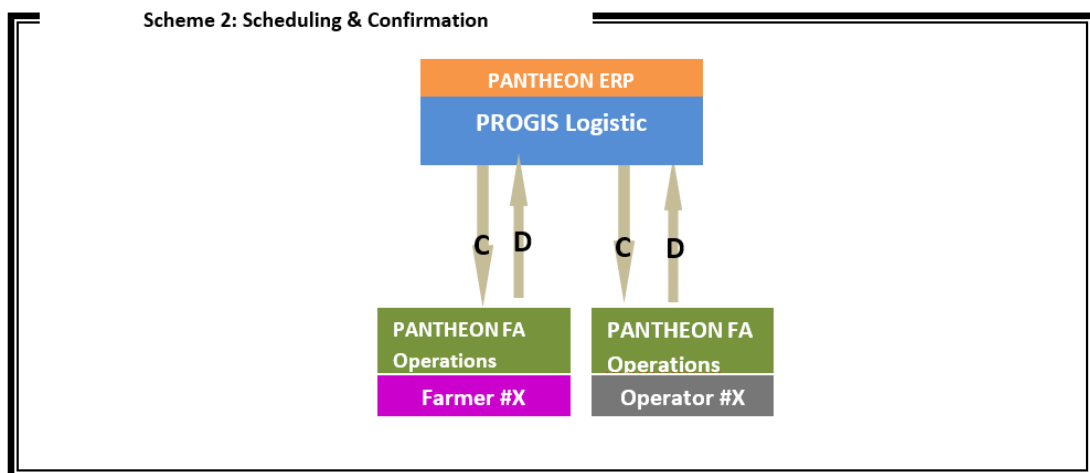 Scheme 2: Scheduling & Confirmation
PANTHEON ERP
PROGIS Logistic
C D C D
PANTHEON FA PANTHEON FA
Operations Operations
Farmer #X Operator #X